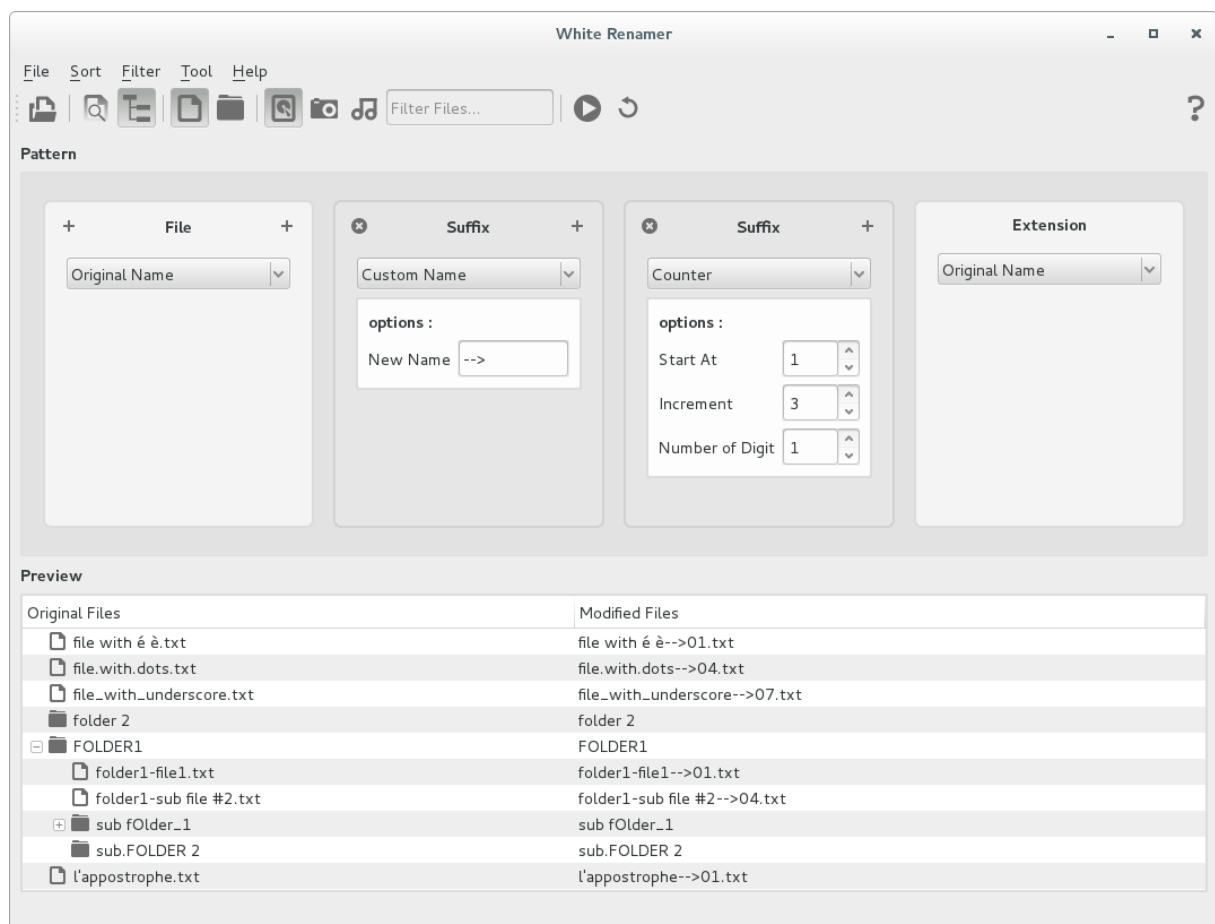 White Renamer
File Sort Filter Tool Help
Filter Files...
?
Pattern
+ File +
Original Name
Suffix +
Custom Name
options :
New Name -->
Suffix +
Counter
options :
Start At 1
Increment 3
Number of Digit 1
Extension
Original Name
Preview
Original Files Modified Files
file with é è.txt file with é è-->01.txt
file.with.dots.txt file.with.dots-->04.txt
file_with_underscore.txt file_with_underscore-->07.txt
folder 2 folder 2
FOLDER1 FOLDER1
folder1-file1.txt folder1-file1-->01.txt
folder1-sub file #2.txt folder1-sub file #2-->04.txt
sub fOlder_1 sub fOlder_1
sub.FOLDER 2 sub.FOLDER 2
l'appostrophe.txt l'appostrophe-->01.txt